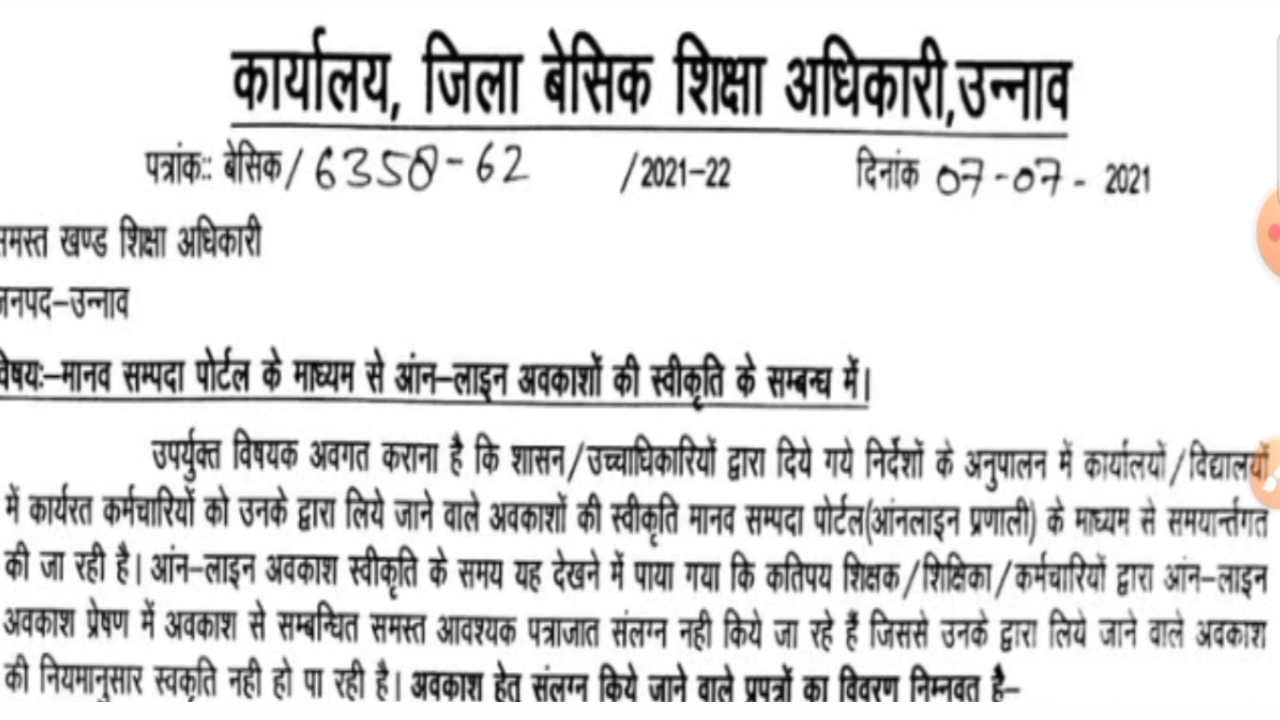 कार्यालय, जिला बेसिक शिक्षा अधिकारी,उन्नाव
पत्रांक:: बेसिक/6350-62 /2021-22 दिनांक 07-07- 2021
समस्त खण्ड शिक्षा अधिकारी
जनपद-उन्नाव
विषय:-मानव सम्पदा पोर्टल के माध्यम से आंन-लाइन अवकाशों की स्वीकृति के सम्बन्ध में।
उपर्युक्त विषयक अवगत कराना है कि शासन/उच्चाधिकारियों द्वारा दिये गये निर्देशों के अनुपालन में कार्यालयों/विद्यालयों
में कार्यरत कर्मचारियों को उनके द्वारा लिये जाने वाले अवकाशों की स्वीकृति मानव सम्पदा पोर्टल(आंनलाइन प्रणाली) के माध्यम से समयान्र्तगत
की जा रही है। आंन-लाइन अवकाश स्वीकृति के समय यह देखने में पाया गया कि कतिपय शिक्षक/शिक्षिका/कर्मचारियों द्वारा आंन-लाइन
अवकाश प्रेषण में अवकाश से सम्बन्धित समस्त आवश्यक पत्राजात संलग्न नही किये जा रहे हैं जिससे उनके द्वारा लिये जाने वाले अवकाश
की नियमानुसार स्वकृति नही हो पा रही है। अवकाश हेतु संलग्न किये जाने वाले प्रपत्रों का विवरण निम्नवत है-